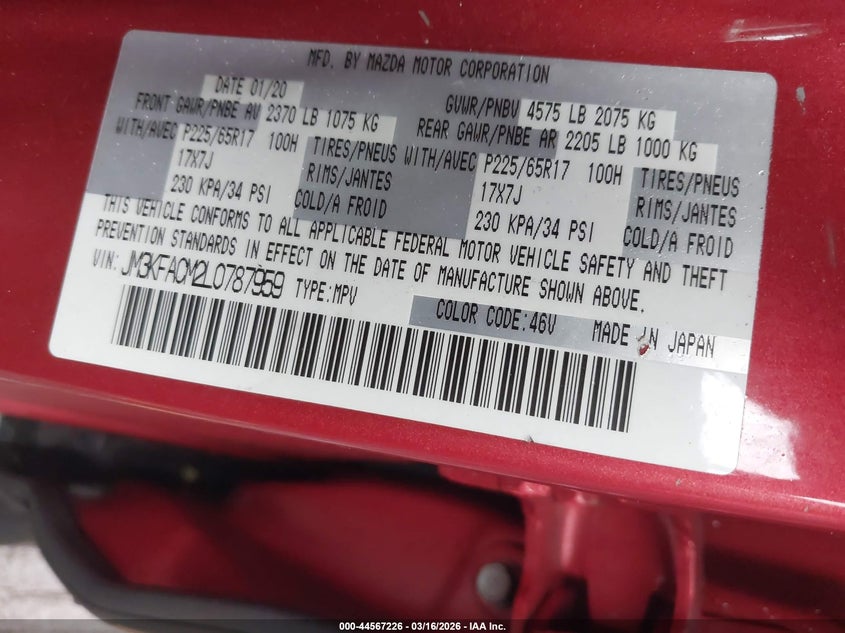 MFD. BY MAZDA MOTOR CORPORATION
DATE 01/20 GVWR/PNBV 4575 LB 2075 KG
FRONT GAWR/PNBE AV 2370 LB 1075 KG REAR GAWR/PNBE AR 2205 LB 1000 KG
WITH/AVEC P225/65R17 100H TIRES/PNEUS WITH/AVEC P225/65R17 100H TIRES/PNEUS
17X7J RIMS/JANTES 17X7J RIMS/JANTES
230 KPA/34 PSI COLD/A FROID 230 KPA/34 PSI COLD/A FROID
THIS VEHICLE CONFORMS TO ALL APPLICABLE FEDERAL MOTOR VEHICLE SAFETY AND THEFT
PREVENTION STANDARDS IN EFFECT ON THE DATE OF MANUFACTURE SHOWN ABOVE.
VIN: JM3KFACM2L0787959 TYPE:MPV
COLOR CODE:46V MADE IN JAPAN
000-44567226 - 03/16/2026 - IAA Inc.